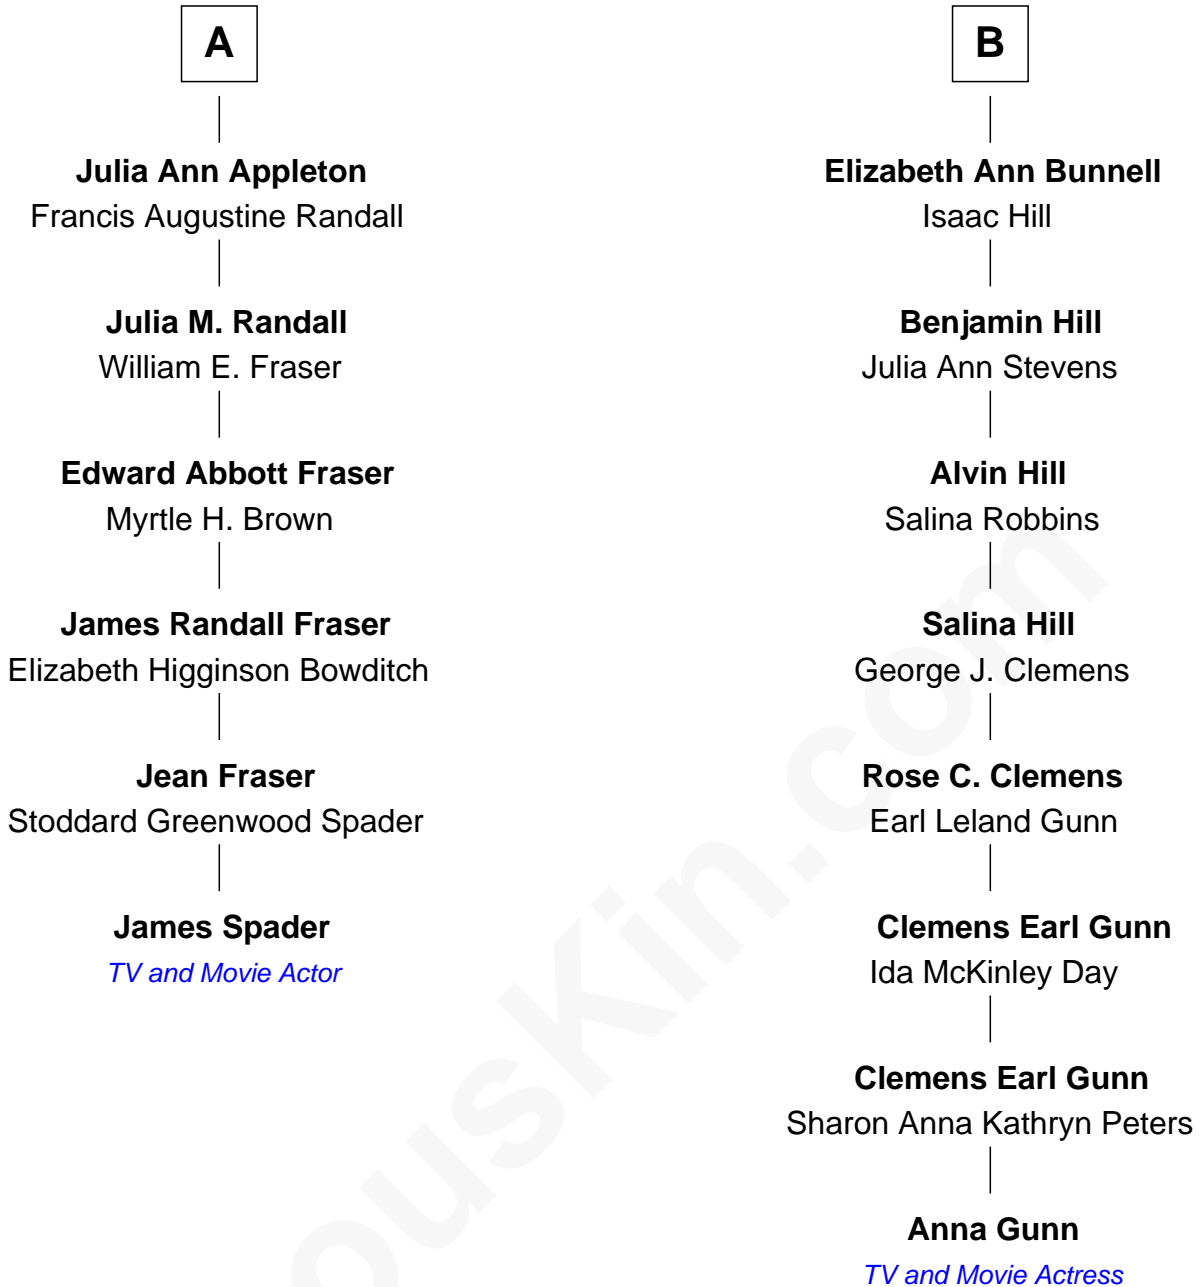 A
Julia Ann Appleton
Francis Augustine Randall
Julia M. Randall
William E. Fraser
Edward Abbott Fraser
Myrtle H. Brown
James Randall Fraser
Elizabeth Higginson Bowditch
Jean Fraser
Stoddard Greenwood Spader
James Spader
TV and Movie Actor
B
Elizabeth Ann Bunnell
Isaac Hill
Benjamin Hill
Julia Ann Stevens
Alvin Hill
Salina Robbins
Salina Hill
George J. Clemens
Rose C. Clemens
Earl Leland Gunn
Clemens Earl Gunn
Ida McKinley Day
Clemens Earl Gunn
Sharon Anna Kathryn Peters
Anna Gunn
TV and Movie Actress
ousKin.com